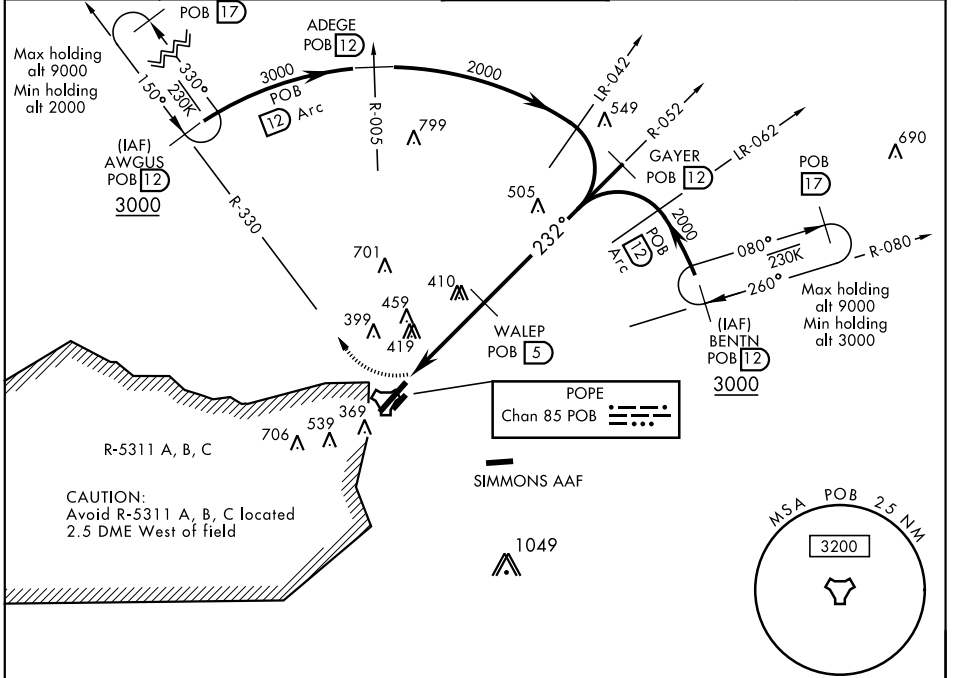 POB 17
Max holding
alt 9000
Min holding
alt 2000
330°
230K
150°
(IAF)
AWGUS
POB 12
3000
3000
POB
12 Arc
ADEGE
POB 12
R-005
2000
LR-042
549
R-052
799
GAYER
POB 12
LR-062
690
POB
17
505
232°
2000
POB
12
Arc
080°
230K
260°
R-080
Max holding
alt 9000
Min holding
alt 3000
R-330
701
410
459
399
419
WALEP
POB 5
(IAF)
BENTN
POB 12
3000
POPE
Chan 85 POB
369
539
706
R-5311 A, B, C
SIMMONS AAF
CAUTION:
Avoid R-5311 A, B, C located
2.5 DME West of field
1049
MSA POB 25 NM
3200